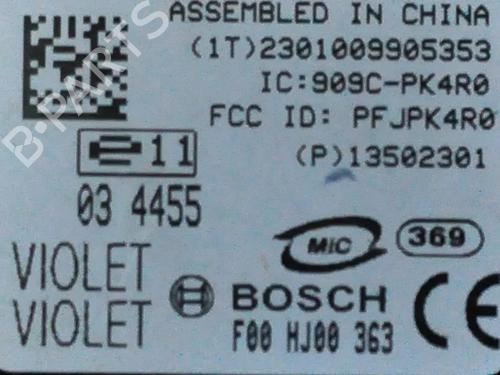 ASSEMBLED IN CHINA
(1T)2301009905353
IC:909C-PK4R0
FCC ID: PFJPK4R0
(P)13502301
e 11
03 4455
MIC
369
VIOLET
VIOLET
BOSCH
F00 HJ00 363
CE
B-PARTS